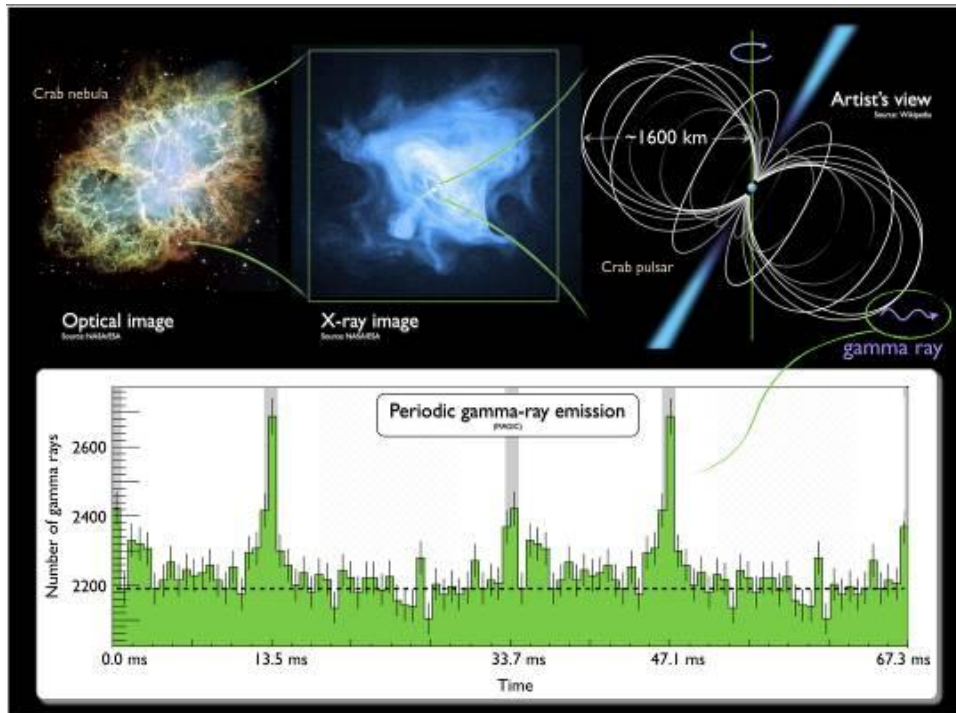 Crab nebula
Optical image
Source: NASA/ESA
X-ray image
Source: NASA/ESA
Artist's view
Source: Wikipedia
~1600 km
Crab pulsar
gamma ray
Periodic gamma-ray emission
(MAGIC)
Number of gamma rays
2600
2400
2200
0.0 ms
13.5 ms
33.7 ms
47.1 ms
67.3 ms
Time